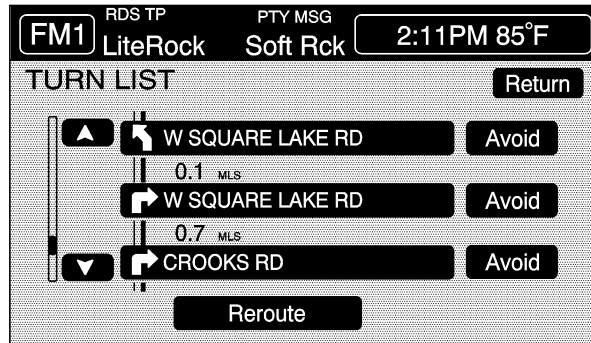 RDS TP PTY MSG
FM1 LiteRock Soft Rck 2:11PM 85°F
TURN LIST Return
W SQUARE LAKE RD Avoid
0.1 MLS
W SQUARE LAKE RD Avoid
0.7 MLS
CROOKS RD Avoid
Reroute